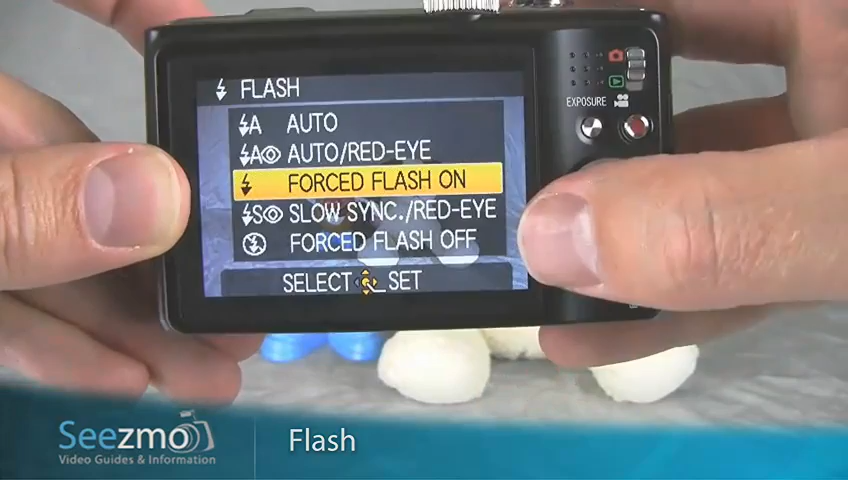 FLASH
A AUTO
A AUTO/RED-EYE
FORCED FLASH ON
S SLOW SYNC./RED-EYE
FORCED FLASH OFF
SELECT SET
EXPOSURE
Seezmo
Video Guides & Information
Flash